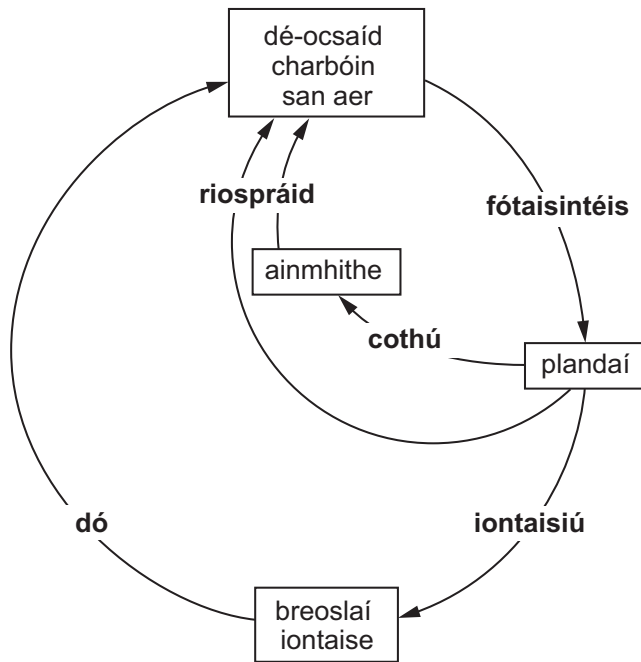 dé-ocsaíd
charbóin
san aer
riospráid
fótaisintéis
ainmhithe
cothú
plandaí
dó
iontaisiú
breoslaí
iontaise